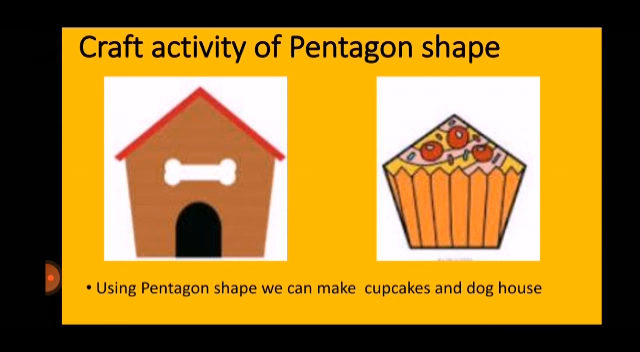 Craft activity of Pentagon shape
• Using Pentagon shape we can make cupcakes and dog house